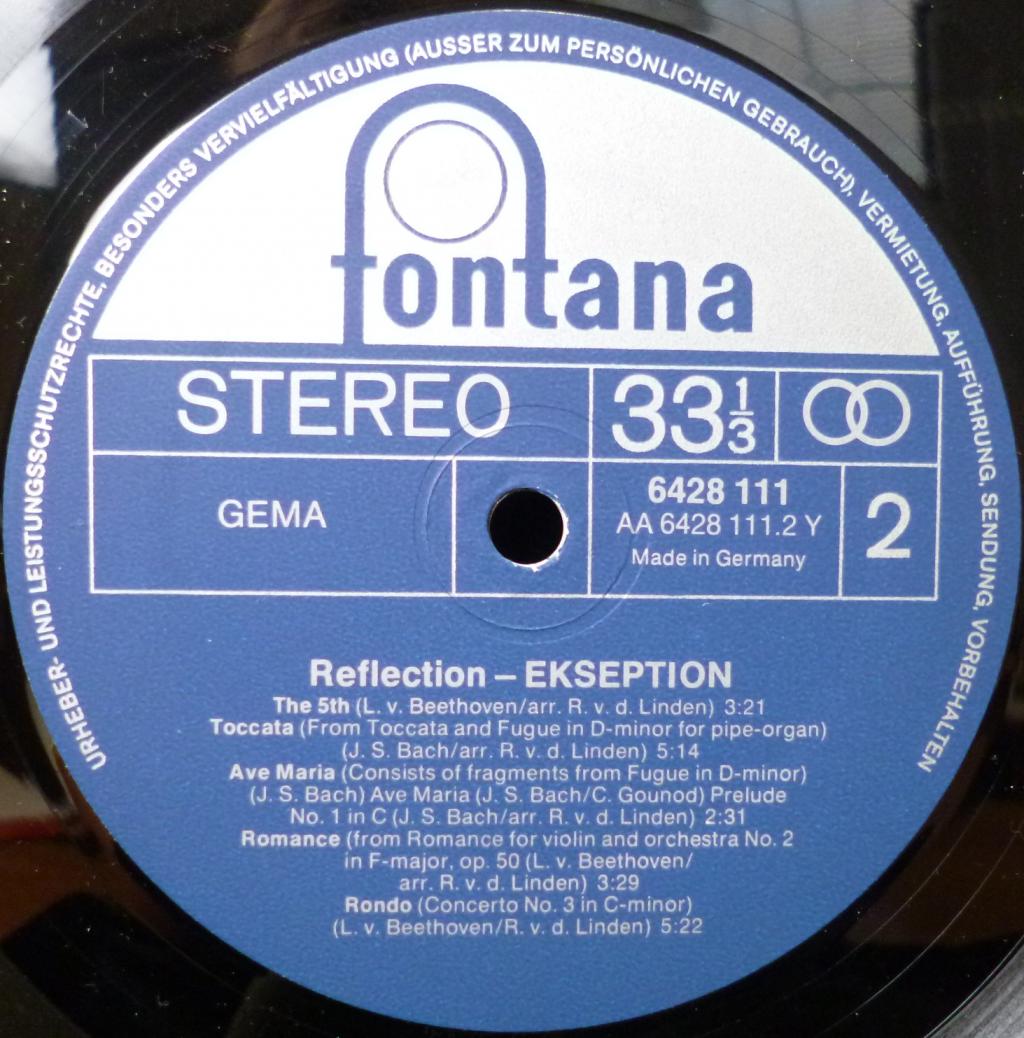 URHEBER- UND LEISTUNGSSCHUTZRECHTE, BESONDERS VERVIELFÄLTIGUNG (AUSSER ZUM PERSÖNLICHEN GEBRAUCH), VERMIETUNG, AUFFÜHRUNG, SENDUNG, VORBEHALTEN
fontana
STEREO 33 1/3
GEMA
6428 111
AA 6428 111.2 Y
Made in Germany
2
Reflection – EKSEPTION
The 5th (L. v. Beethoven/arr. R. v. d. Linden) 3:21
Toccata (From Toccata and Fugue in D-minor for pipe-organ)
(J. S. Bach/arr. R. v. d. Linden) 5:14
Ave Maria (Consists of fragments from Fugue in D-minor)
(J. S. Bach) Ave Maria (J. S. Bach/C. Gounod) Prelude
No. 1 in C (J. S. Bach/arr. R. v. d. Linden) 2:31
Romance (from Romance for violin and orchestra No. 2
in F-major, op. 50 (L. v. Beethoven/
arr. R. v. d. Linden) 3:29
Rondo (Concerto No. 3 in C-minor)
(L. v. Beethoven/R. v. d. Linden) 5:22